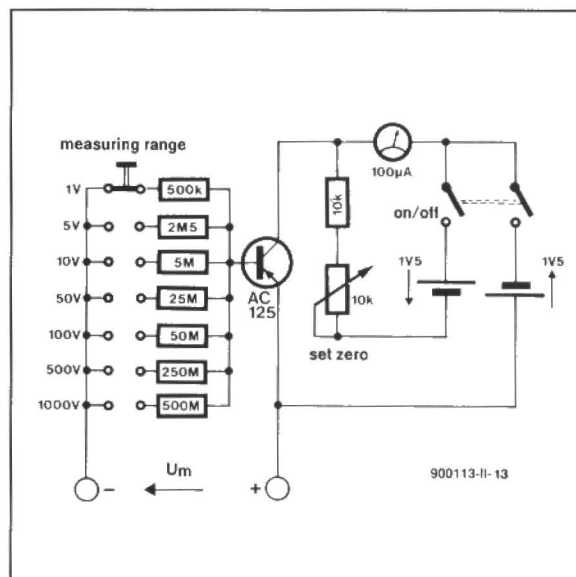 measuring range
1V 500k
5V 2M5
10V 5M
50V 25M
100V 50M
500V 250M
1000V 500M
AC
125
100µA
10k
10k
set zero
on/off
1V5
1V5
− Um +
900113-II-13